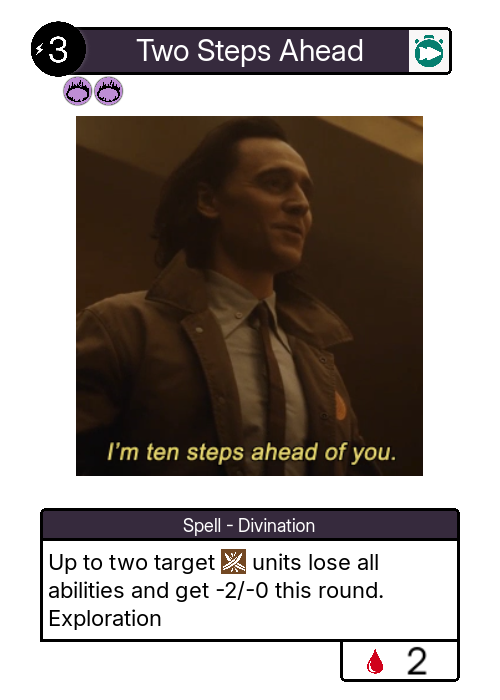 3
Two Steps Ahead
I'm ten steps ahead of you.
Spell - Divination
Up to two target units lose all
abilities and get -2/-0 this round.
Exploration
2